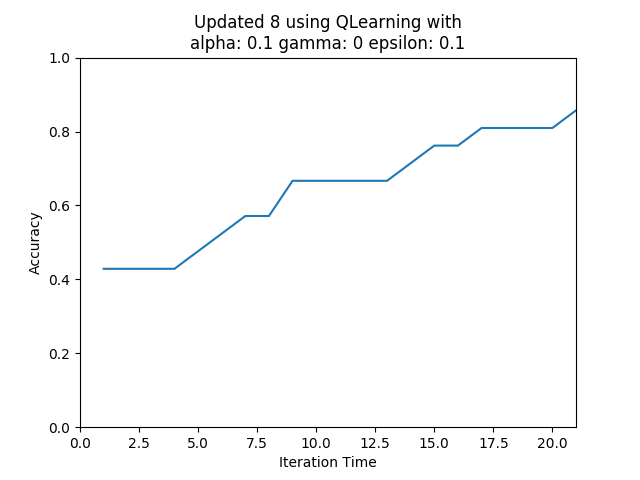 Updated 8 using QLearning with
alpha: 0.1 gamma: 0 epsilon: 0.1
1.0
0.8
0.6
0.4
0.2
0.0
Accuracy
0.0 2.5 5.0 7.5 10.0 12.5 15.0 17.5 20.0
Iteration Time